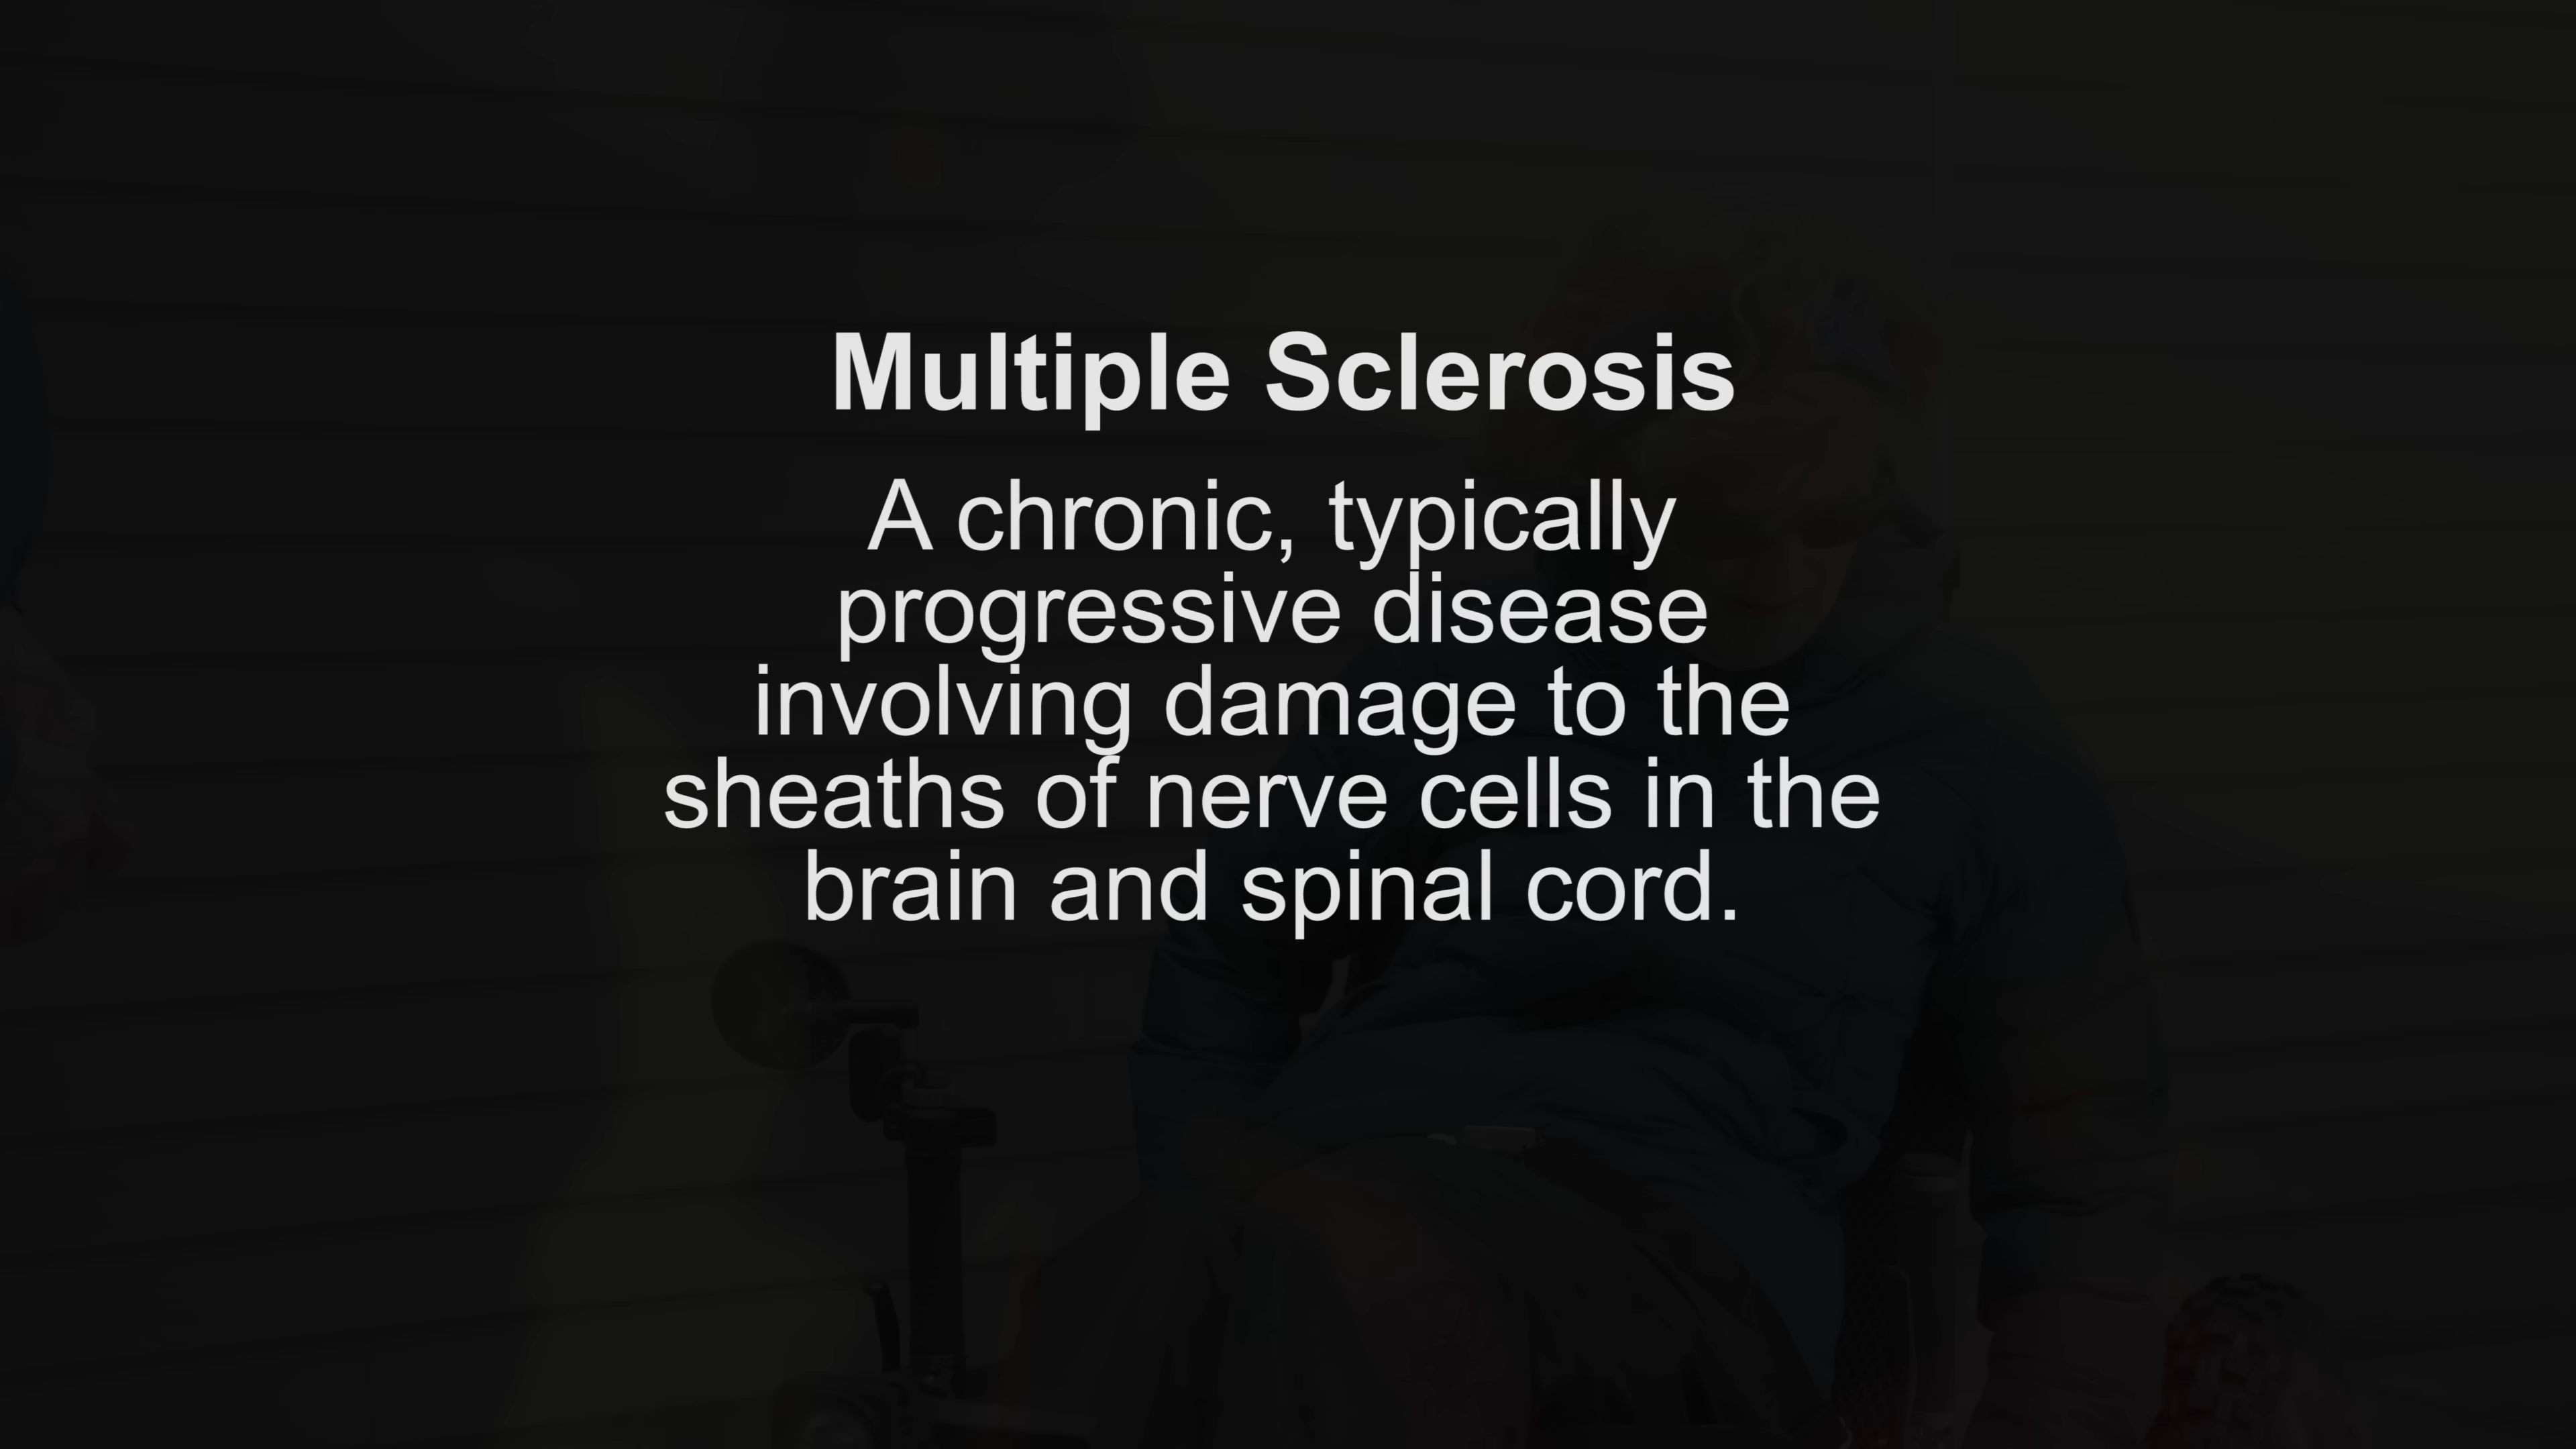 Multiple Sclerosis
A chronic, typically
progressive disease
involving damage to the
sheaths of nerve cells in the
brain and spinal cord.